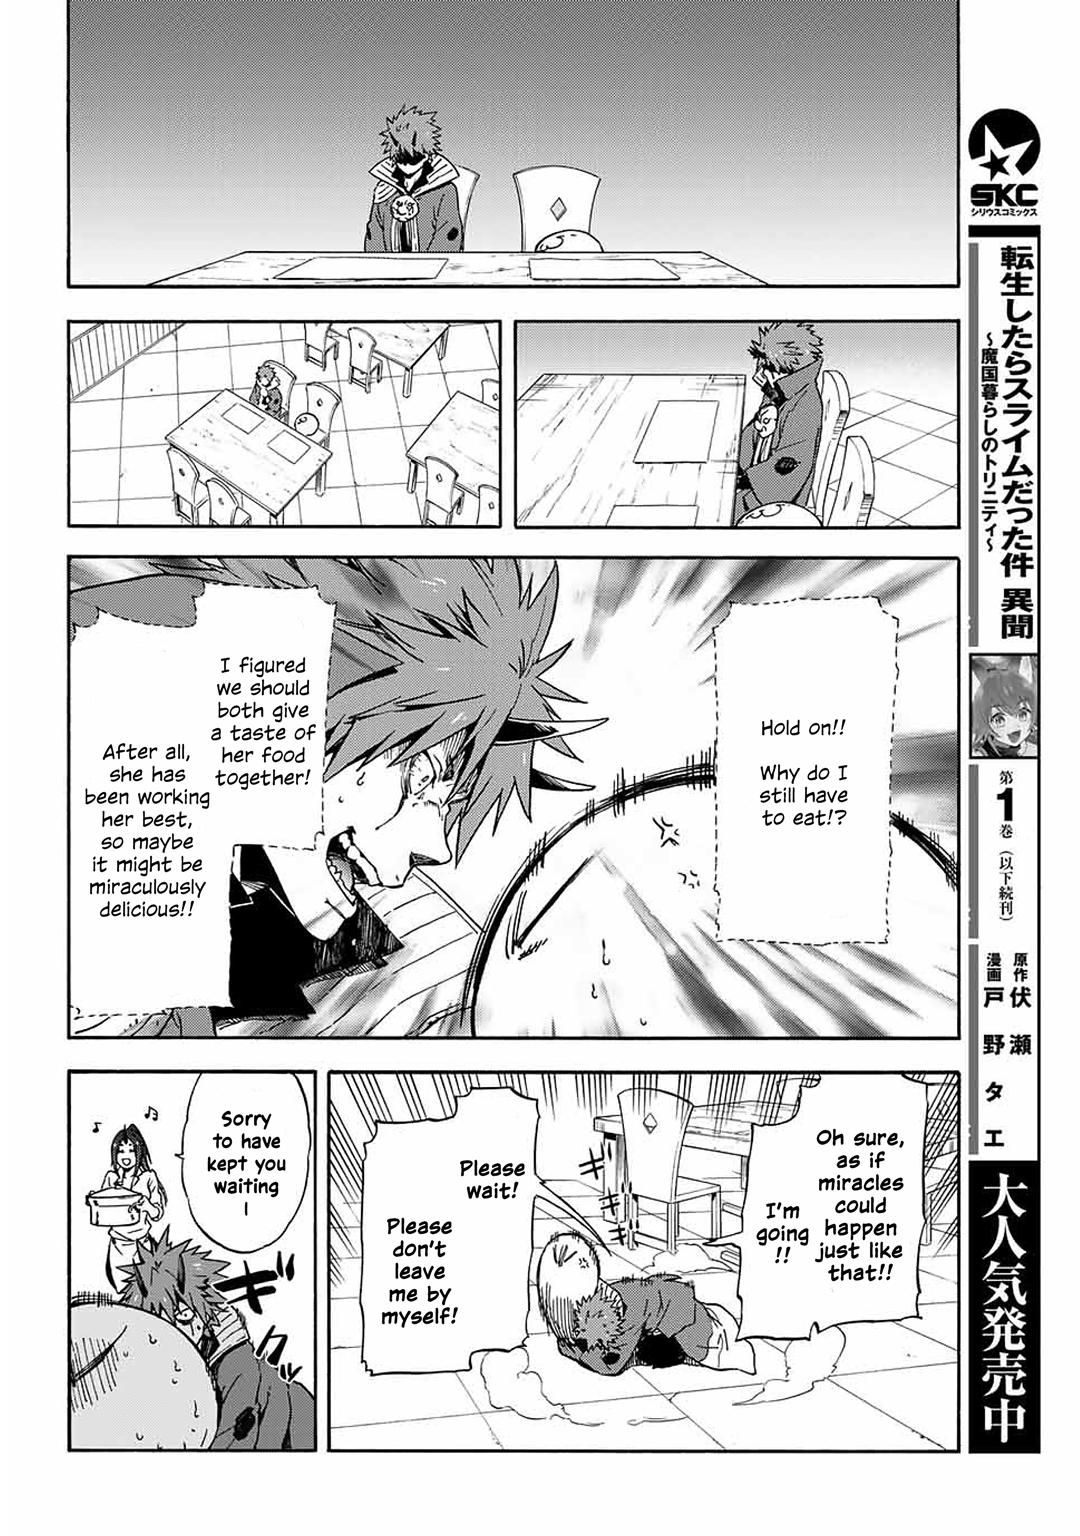 Hold on!!
Why do I
still have
to eat!?
I figured
we should
both give
a taste of
her food
together!
After all,
she has
been working
her best,
so maybe
it might be
miraculously
delicious!!
Oh sure,
as if
miracles
could
happen
just like
that!!
I'm
going
!!
Please
wait!
Please
don't
leave
me by
myself!
Sorry
to have
kept you
waiting
SKC
シリウスコミックス
転生したらスライムだった件 異聞
～魔国暮らしのトリニティ～
第1巻（以下続刊）
原作 伏瀬
漫画 戸野タエ
大人気発売中